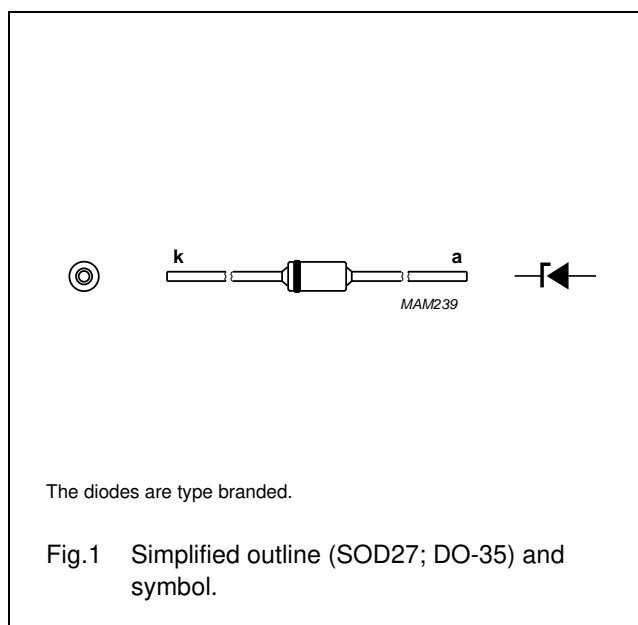 k
a
MAM239
The diodes are type branded.
Fig.1 Simplified outline (SOD27; DO-35) and
symbol.